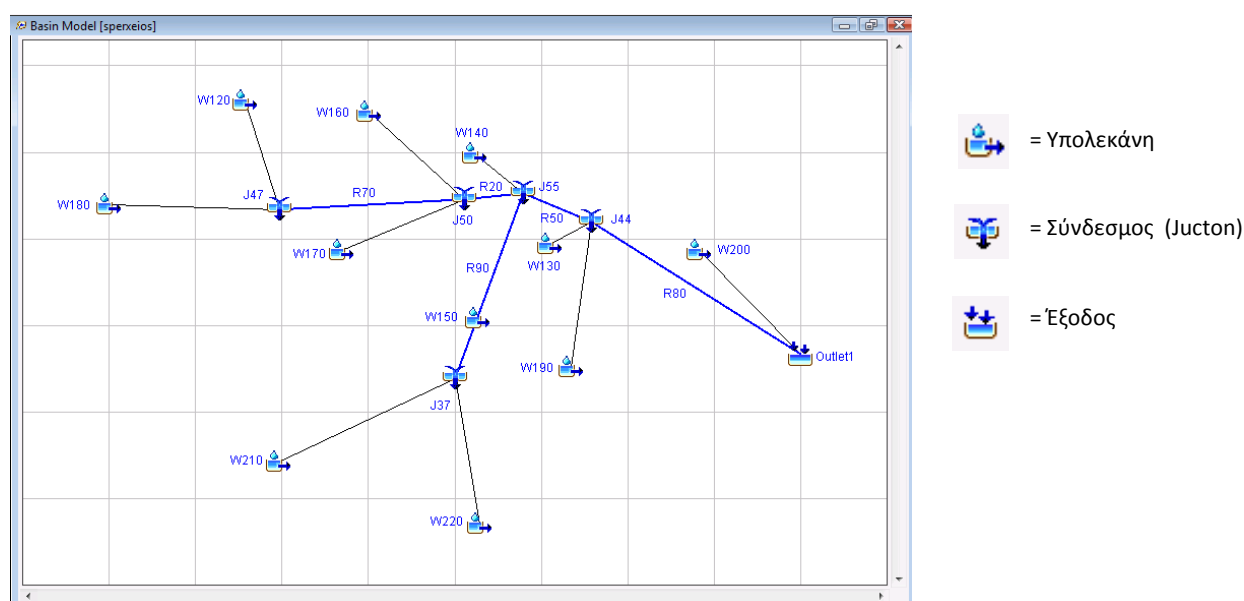 Basin Model [sperxeios]
W120
W160
W140
W180
J47
R70
R20
J55
J50
R50
J44
W170
W130
W200
R90
R80
W150
W190
Outlet1
J37
W210
W220
= Υπολεκάνη
= Σύνδεσμος (Jucton)
= Έξοδος